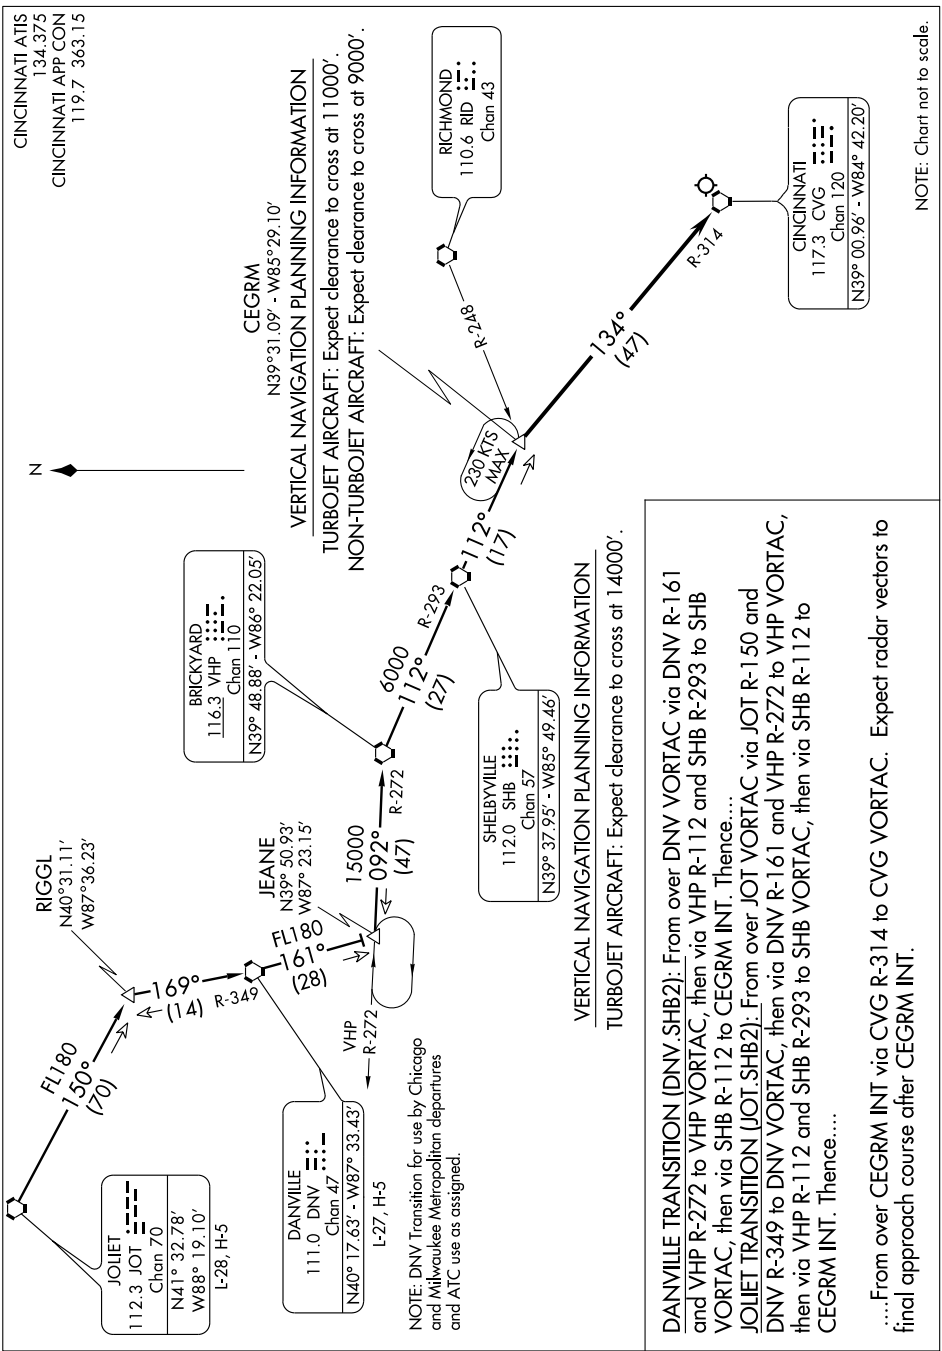 CINCINNATI ATIS
134.375
CINCINNATI APP CON
119.7 363.15
N
JOLIET
112.3 JOT
Chan 70
N41° 32.78'
W88° 19.10'
L-28, H-5
FL180
150°
(70)
RIGGL
N40°31.11'
W87°36.23'
169°
(14)
R-349
DANVILLE
111.0 DNV
Chan 47
N40° 17.63' - W87° 33.43'
L-27, H-5
FL180
161°
(28)
JEANE
N39° 50.93'
W87° 23.15'
VHP
R-272
15000
092°
(47)
R-272
NOTE: DNV Transition for use by Chicago
and Milwaukee Metropolitan departures
and ATC use as assigned.
BRICKYARD
116.3 VHP
Chan 110
N39° 48.88' - W86° 22.05'
6000
112°
(27)
R-293
SHELBYVILLE
112.0 SHB
Chan 57
N39° 37.95' - W85° 49.46'
VERTICAL NAVIGATION PLANNING INFORMATION
TURBOJET AIRCRAFT: Expect clearance to cross at 14000'.
112°
(17)
230 KTS
MAX
CEGRM
N39°31.09' - W85°29.10'
VERTICAL NAVIGATION PLANNING INFORMATION
TURBOJET AIRCRAFT: Expect clearance to cross at 11000'.
NON-TURBOJET AIRCRAFT: Expect clearance to cross at 9000'.
RICHMOND
110.6 RID
Chan 43
R-248
134°
(47)
R-314
CINCINNATI
117.3 CVG
Chan 120
N39° 00.96' - W84° 42.20'
NOTE: Chart not to scale.
DANVILLE TRANSITION (DNV.SHB2): From over DNV VORTAC via DNV R-161
and VHP R-272 to VHP VORTAC, then via VHP R-112 and SHB R-293 to SHB
VORTAC, then via SHB R-112 to CEGRM INT. Thence....
JOLIET TRANSITION (JOT.SHB2): From over JOT VORTAC via JOT R-150 and
DNV R-349 to DNV VORTAC, then via DNV R-161 and VHP R-272 to VHP VORTAC,
then via VHP R-112 and SHB R-293 to SHB VORTAC, then via SHB R-112 to
CEGRM INT. Thence....
....From over CEGRM INT via CVG R-314 to CVG VORTAC. Expect radar vectors to
final approach course after CEGRM INT.